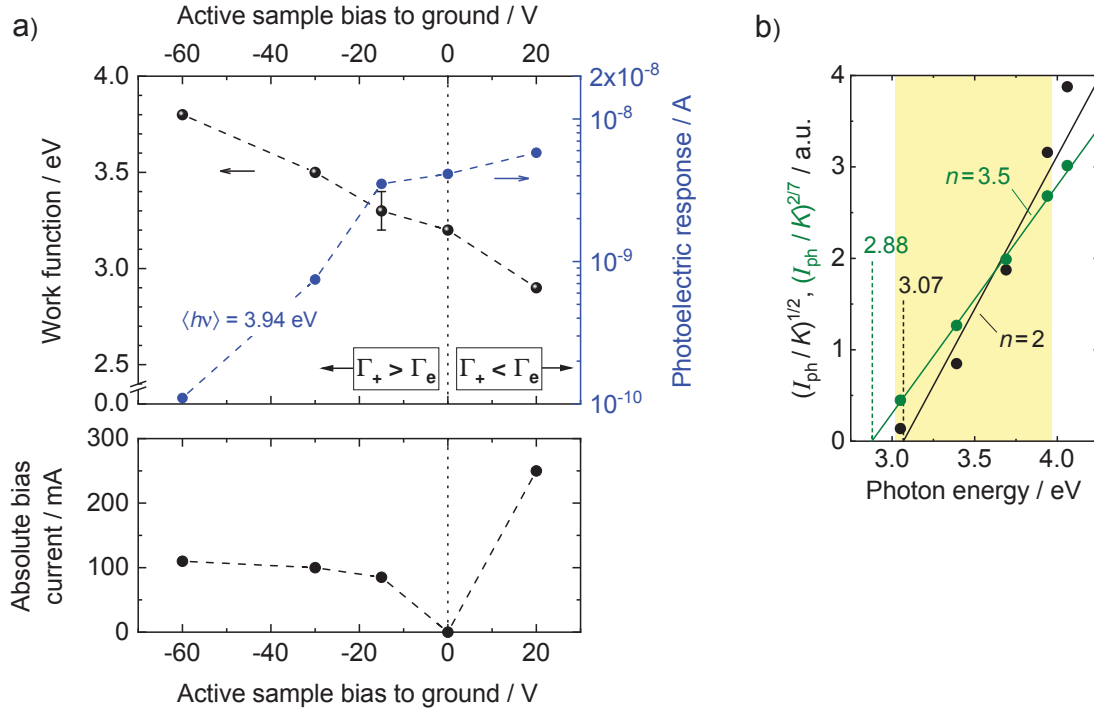 a)
Active sample bias to ground / V
-60 -40 -20 0 20
Work function / eV
4.0
3.5
3.0
2.5
0.0
Photoelectric response / A
2x10⁻⁸
10⁻⁸
10⁻⁹
10⁻¹⁰
⟨hν⟩ = 3.94 eV
Γ₊ > Γₑ
Γ₊ < Γₑ
Absolute bias
current / mA
300
200
100
0
-60 -40 -20 0 20
Active sample bias to ground / V
b)
(I_ph / K)^1/2 , (I_ph / K)^2/7 / a.u.
4
3
2
1
0
n = 3.5
2.88
3.07
n = 2
3.0 3.5 4.0
Photon energy / eV